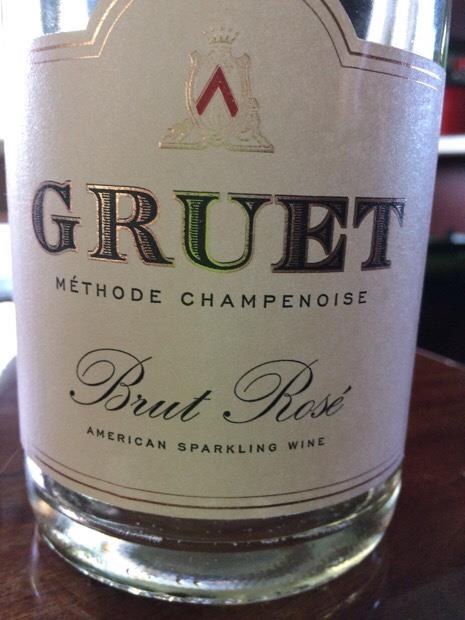 GRUET
MÉTHODE CHAMPENOISE
Brut Rosé
AMERICAN SPARKLING WINE